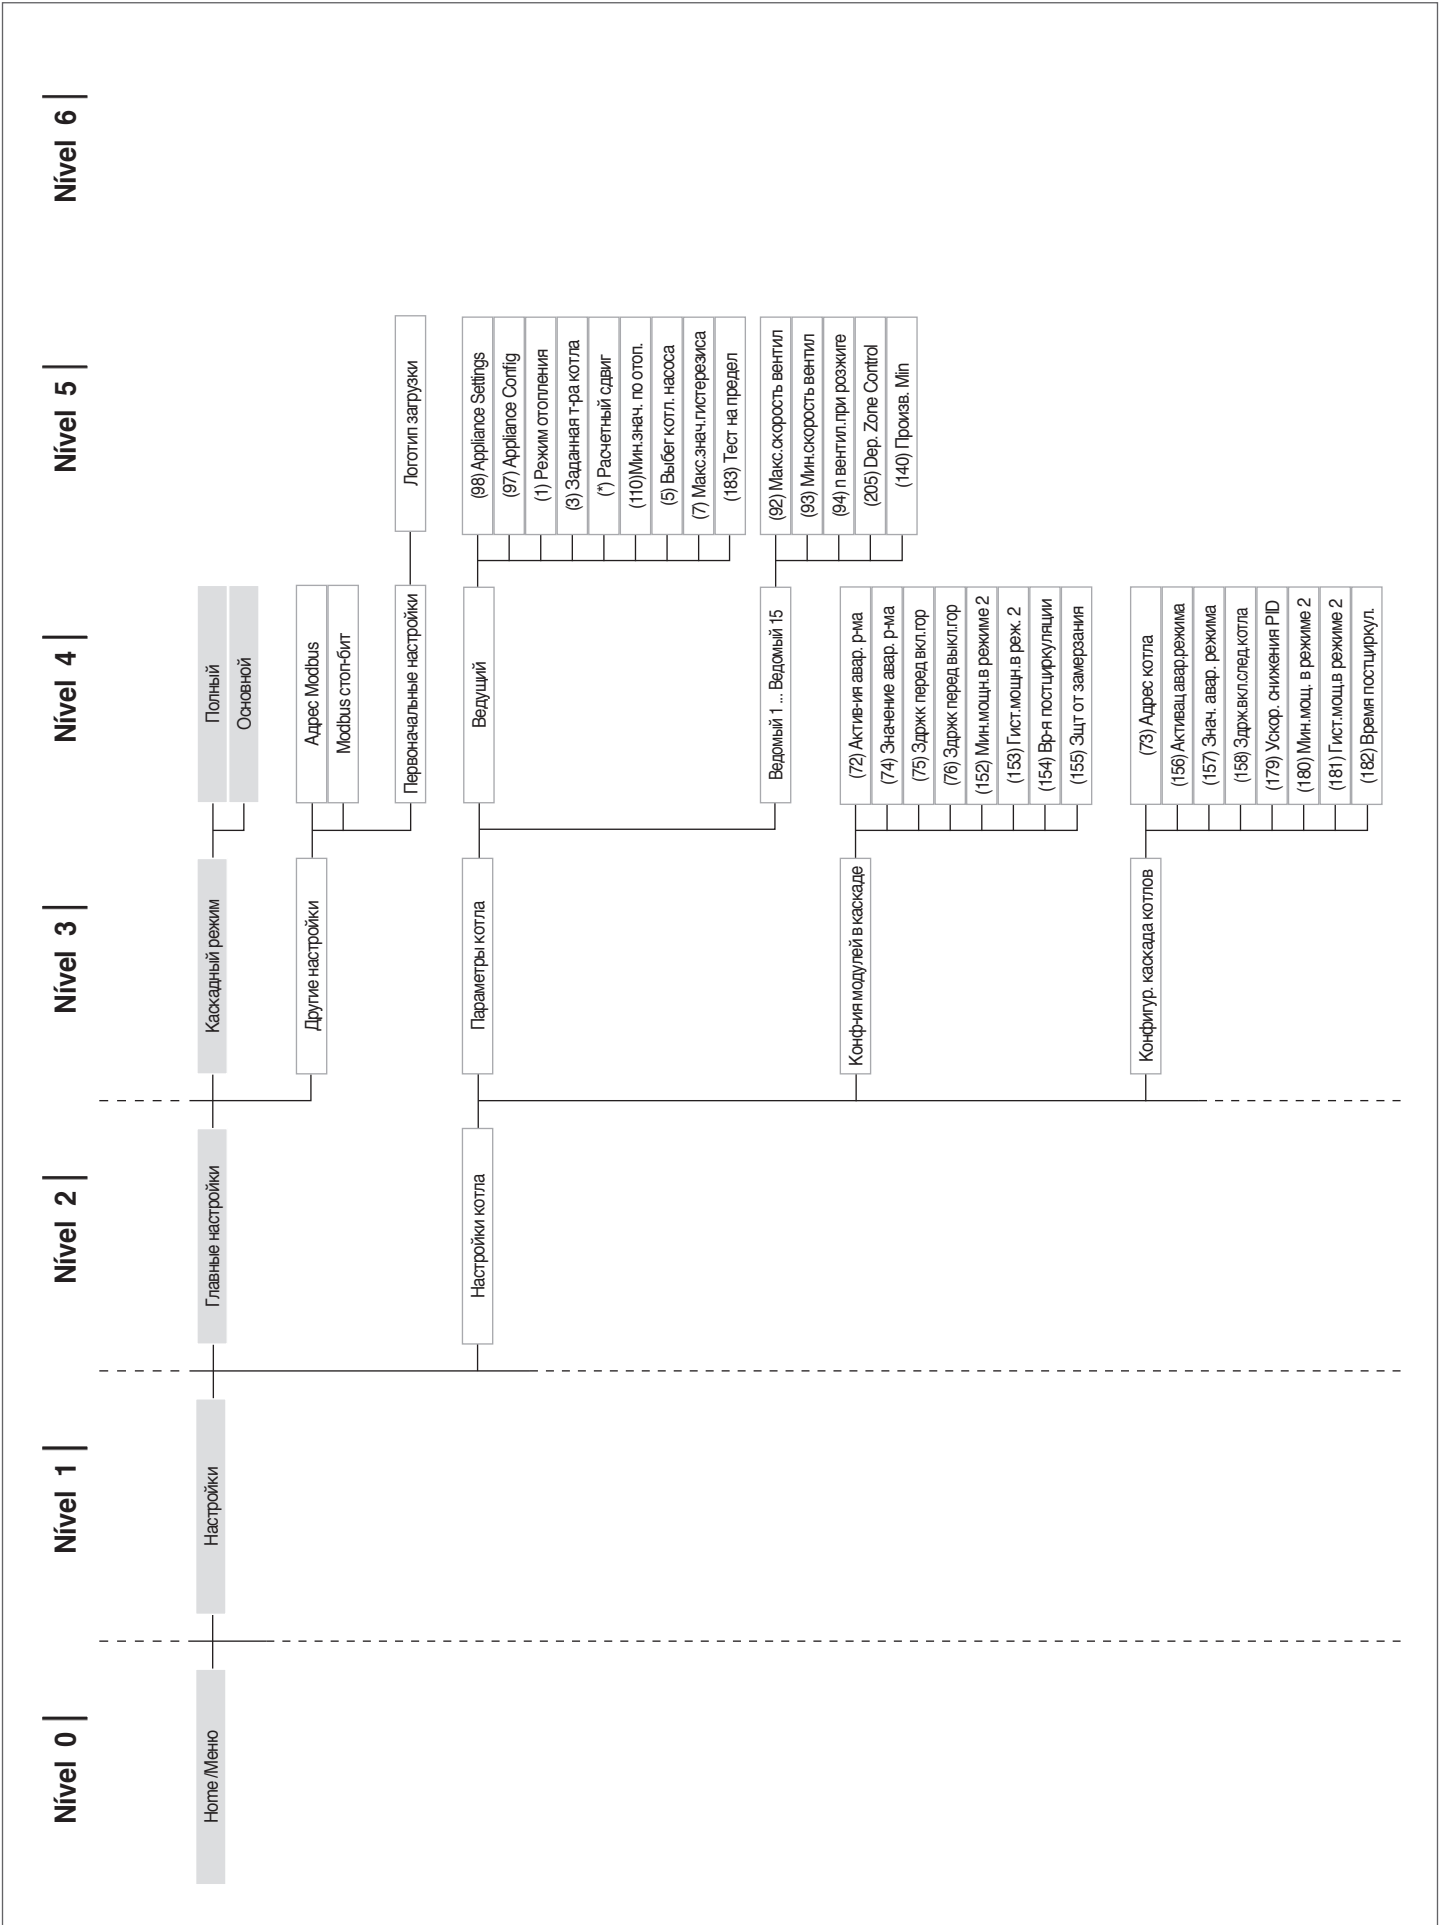 Nível 0
Nível 1
Nível 2
Nível 3
Nível 4
Nível 5
Nível 6
Home /Меню
Настройки
Главные настройки
Каскадный режим
Полный
Основной
Другие настройки
Адрес Modbus
Modbus стоп-бит
Первоначальные настройки
Логотип загрузки
Настройки котла
Параметры котла
Ведущий
(98) Appliance Settings
(97) Appliance Config
(1) Режим отопления
(3) Заданная т-ра котла
(*) Расчетный сдвиг
(110)Мин.знач. по отоп.
(5) Выбег котл. насоса
(7) Макс.знач.гистерезиса
(183) Тест на предел
Ведомый 1 ... Ведомый 15
(92) Макс.скорость вентил
(93) Мин.скорость вентил
(94) n вентил.при розжиге
(205) Dep. Zone Control
(140) Произв. Min
Конф-ия модулей в каскаде
(72) Актив-ия авар. р-ма
(74) Значение авар. р-ма
(75) Здржк перед вкл.гор
(76) Здржк перед выкл.гор
(152) Мин.мощн.в режиме 2
(153) Гист.мощн.в реж. 2
(154) Вр-я постциркуляции
(155) Зщт от замерзания
Конфигур. каскада котлов
(73) Адрес котла
(156) Активац.авар.режима
(157) Знач. авар. режима
(158) Здрж.вкл.след.котла
(179) Ускор. снижения PID
(180) Мин.мощ. в режиме 2
(181) Гист.мощ.в режиме 2
(182) Время постциркул.